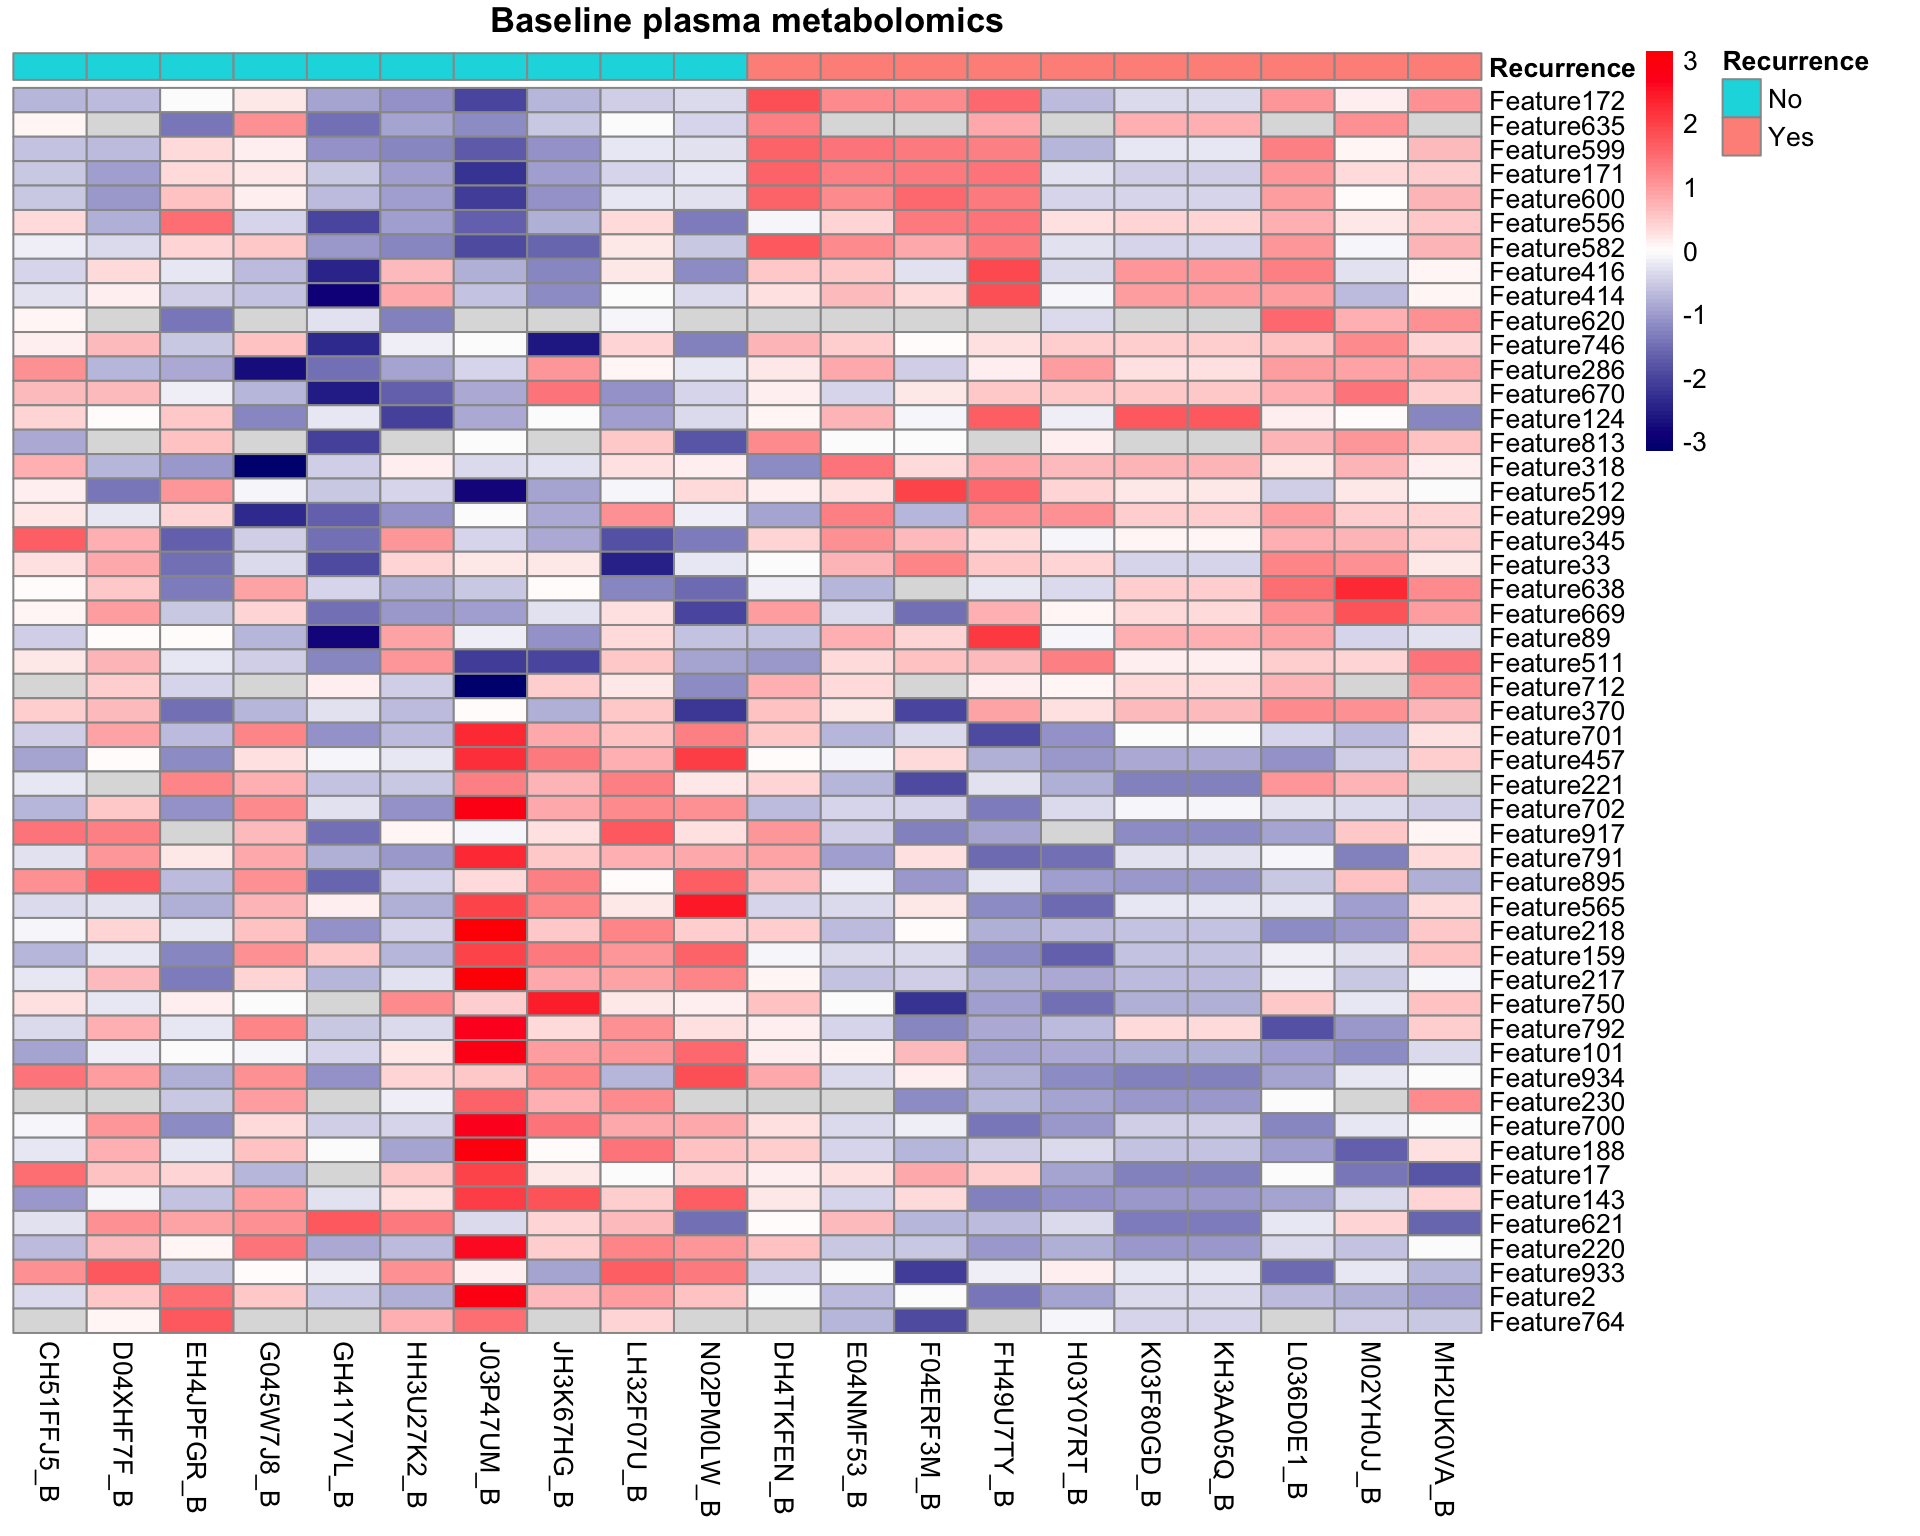 Baseline plasma metabolomics
Recurrence
Feature172
Feature635
Feature599
Feature171
Feature600
Feature556
Feature582
Feature416
Feature414
Feature620
Feature746
Feature286
Feature670
Feature124
Feature813
Feature318
Feature512
Feature299
Feature345
Feature33
Feature638
Feature669
Feature89
Feature511
Feature712
Feature370
Feature701
Feature457
Feature221
Feature702
Feature917
Feature791
Feature895
Feature565
Feature218
Feature159
Feature217
Feature750
Feature792
Feature101
Feature934
Feature230
Feature700
Feature188
Feature17
Feature143
Feature621
Feature220
Feature933
Feature2
Feature764
3
2
1
0
-1
-2
-3
Recurrence
No
Yes
CH51FFJ5_B
D04XHF7F_B
EH4JPFGR_B
G045W7J8_B
GH41Y7VL_B
HH3U27K2_B
J03P47UM_B
JH3K67HG_B
LH32F07U_B
N02PM0LW_B
DH4TKFEN_B
E04NMF53_B
F04ERF3M_B
FH49U7TY_B
H03Y07RT_B
K03F80GD_B
KH3AA05Q_B
L036D0E1_B
M02YH0JJ_B
MH2UK0VA_B